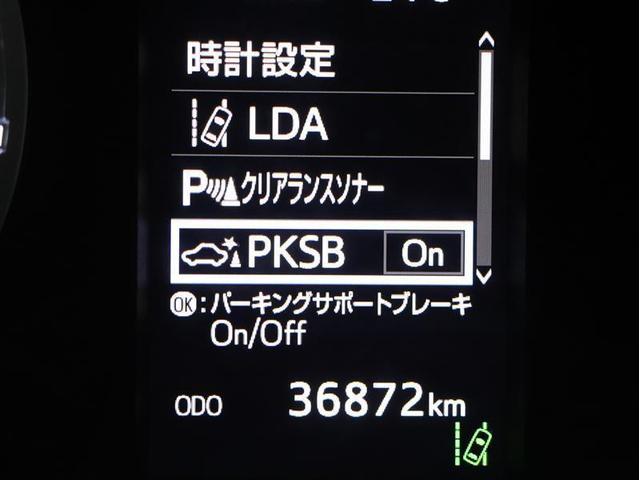 時計設定
LDA
Pクリアランスソナー
PKSB On
OK:パーキングサポートブレーキ
On/Off
ODO 36872km